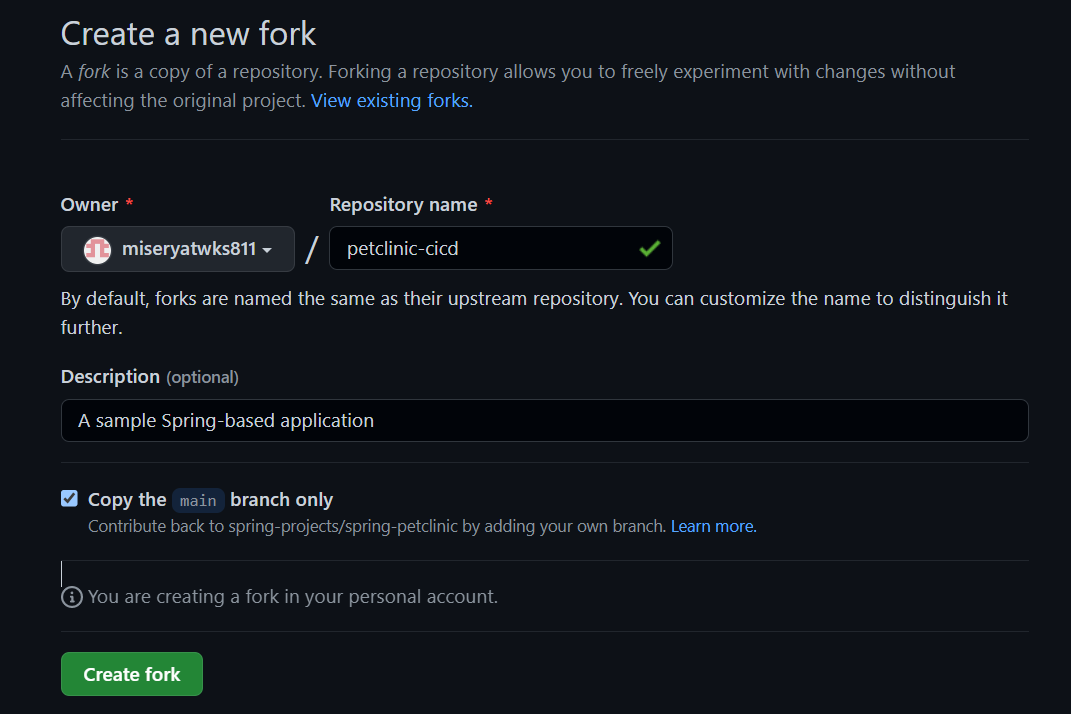 Create a new fork
A fork is a copy of a repository. Forking a repository allows you to freely experiment with changes without
affecting the original project. View existing forks.
Owner * Repository name *
miseryatwks811 / petclinic-cicd
By default, forks are named the same as their upstream repository. You can customize the name to distinguish it
further.
Description (optional)
A sample Spring-based application
Copy the main branch only
Contribute back to spring-projects/spring-petclinic by adding your own branch. Learn more.
You are creating a fork in your personal account.
Create fork